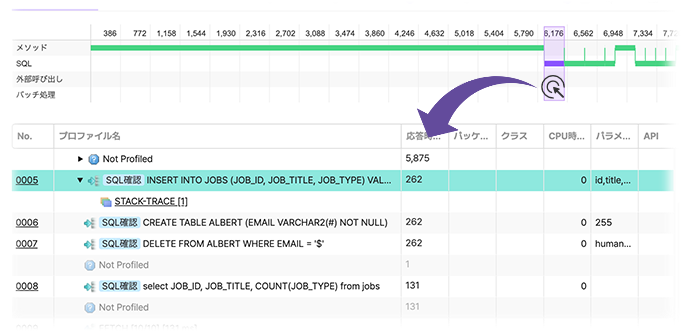 386 772 1,158 1,544 1,930 2,316 2,702 3,088 3,474 3,860 4,246 4,632 5,018 5,404 5,790 6,176 6,562 6,948 7,334
メソッド
SQL
外部呼び出し
バッチ処理
No. プロファイル名 応答時... パッケ... クラス CPU時... パラメ... API
Not Profiled 5,875
0005 SQL確認 INSERT INTO JOBS (JOB_ID, JOB_TITLE, JOB_TYPE) VAL... 262 0 id,title,...
STACK-TRACE [1]
0006 SQL確認 CREATE TABLE ALBERT (EMAIL VARCHAR2(#) NOT NULL) 262 0 255
0007 SQL確認 DELETE FROM ALBERT WHERE EMAIL = '$' 262 0 human...
Not Profiled 1
0008 SQL確認 select JOB_ID, JOB_TITLE, COUNT(JOB_TYPE) from jobs 131 0
Not Profiled 131